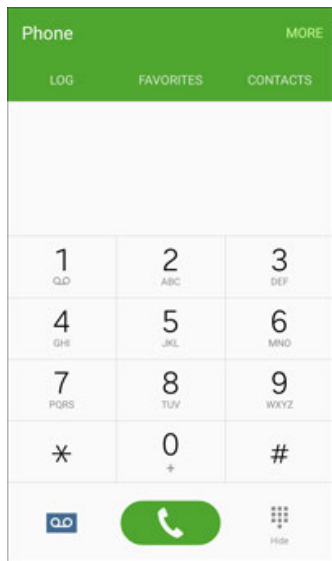 Phone MORE
LOG FAVORITES CONTACTS
1 2 3
ABC DEF
4 5 6
GHI JKL MNO
7 8 9
PQRS TUV WXYZ
* 0 #
+
Hide